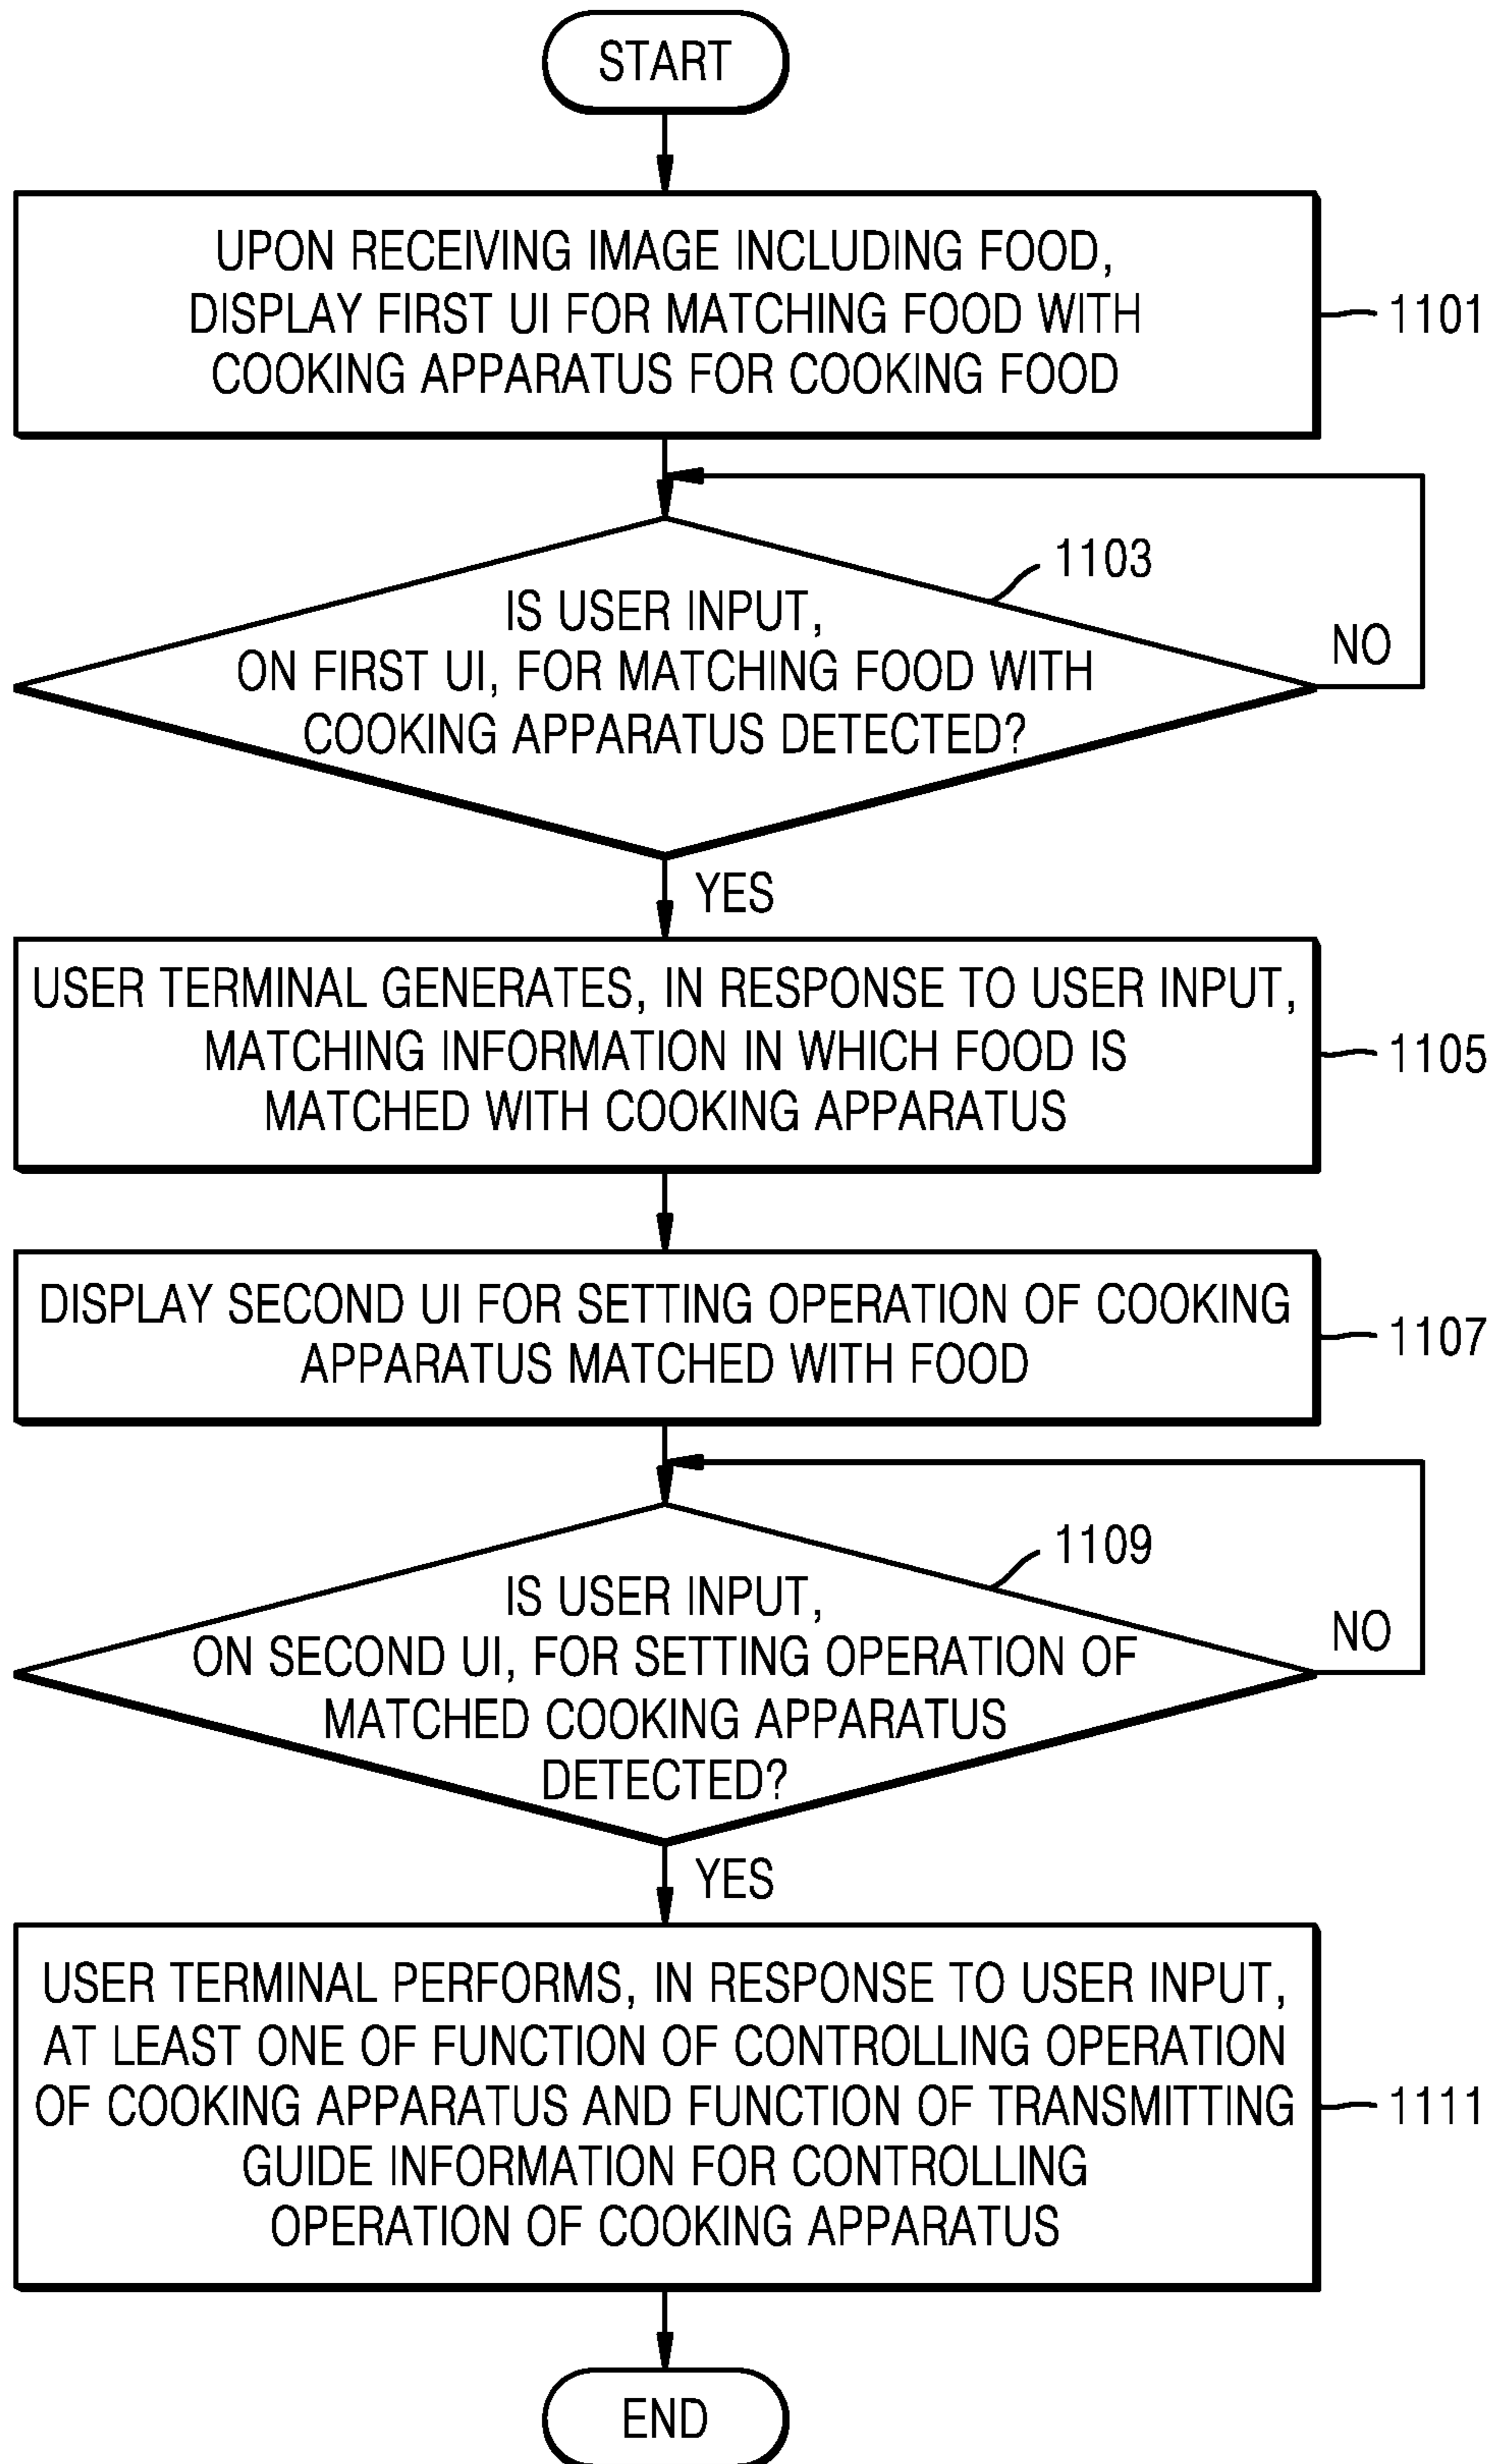 START
UPON RECEIVING IMAGE INCLUDING FOOD,
DISPLAY FIRST UI FOR MATCHING FOOD WITH
COOKING APPARATUS FOR COOKING FOOD
1101
1103
IS USER INPUT,
ON FIRST UI, FOR MATCHING FOOD WITH
COOKING APPARATUS DETECTED?
NO
YES
USER TERMINAL GENERATES, IN RESPONSE TO USER INPUT,
MATCHING INFORMATION IN WHICH FOOD IS
MATCHED WITH COOKING APPARATUS
1105
DISPLAY SECOND UI FOR SETTING OPERATION OF COOKING
APPARATUS MATCHED WITH FOOD
1107
1109
IS USER INPUT,
ON SECOND UI, FOR SETTING OPERATION OF
MATCHED COOKING APPARATUS
DETECTED?
NO
YES
USER TERMINAL PERFORMS, IN RESPONSE TO USER INPUT,
AT LEAST ONE OF FUNCTION OF CONTROLLING OPERATION
OF COOKING APPARATUS AND FUNCTION OF TRANSMITTING
GUIDE INFORMATION FOR CONTROLLING
OPERATION OF COOKING APPARATUS
1111
END